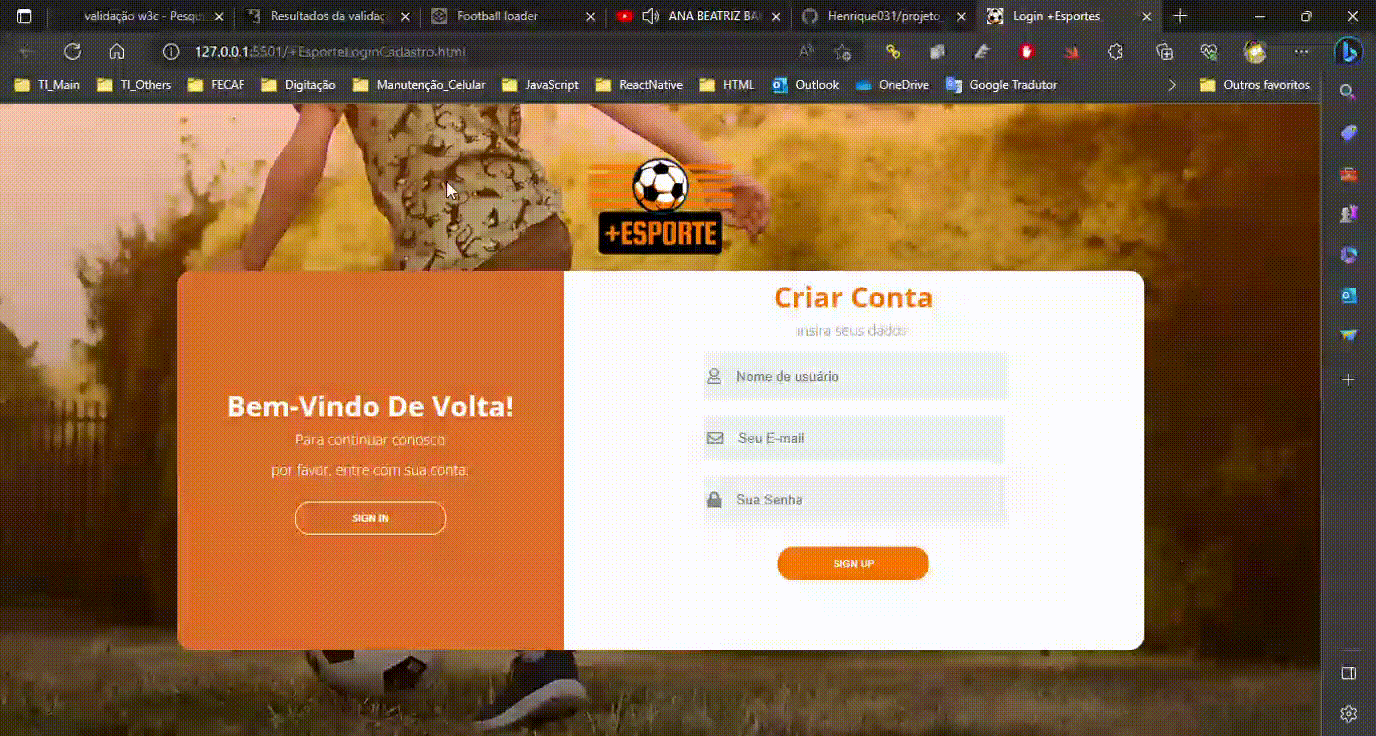 validação w3c - Pesqu
Resultados da validaç
Football loader
ANA BEATRIZ BA
Henrique031/projeto_
Login +Esportes
127.0.0.1:5501/+EsporteLoginCadastro.html
TI_Main
TI_Others
FECAF
Digitação
Manutenção_Celular
JavaScript
ReactNative
HTML
Outlook
OneDrive
Google Tradutor
Outros favoritos
+ESPORTE
Bem-Vindo De Volta!
Para continuar conosco
por favor, entre com sua conta.
SIGN IN
Criar Conta
insira seus dados
Nome de usuário
Seu E-mail
Sua Senha
SIGN UP